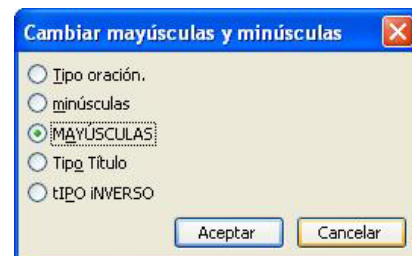 Cambiar mayúsculas y minúsculas
Tipo oración.
minúsculas
MAYÚSCULAS
Tipo Título
tIPO iNVERSO
Aceptar Cancelar